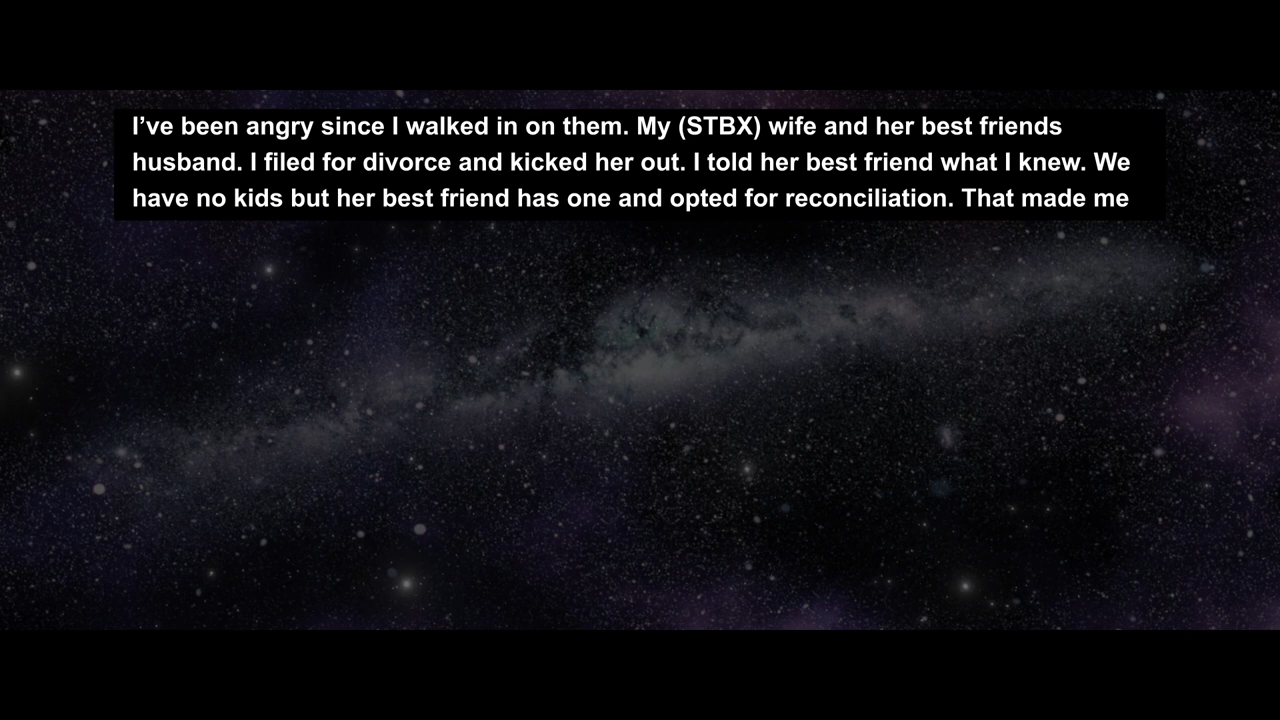 I’ve been angry since I walked in on them. My (STBX) wife and her best friends
husband. I filed for divorce and kicked her out. I told her best friend what I knew. We
have no kids but her best friend has one and opted for reconciliation. That made me